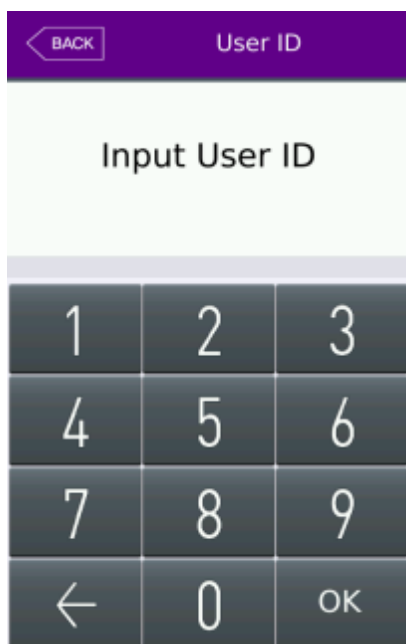 BACK User ID
Input User ID
1 2 3
4 5 6
7 8 9
← 0 OK